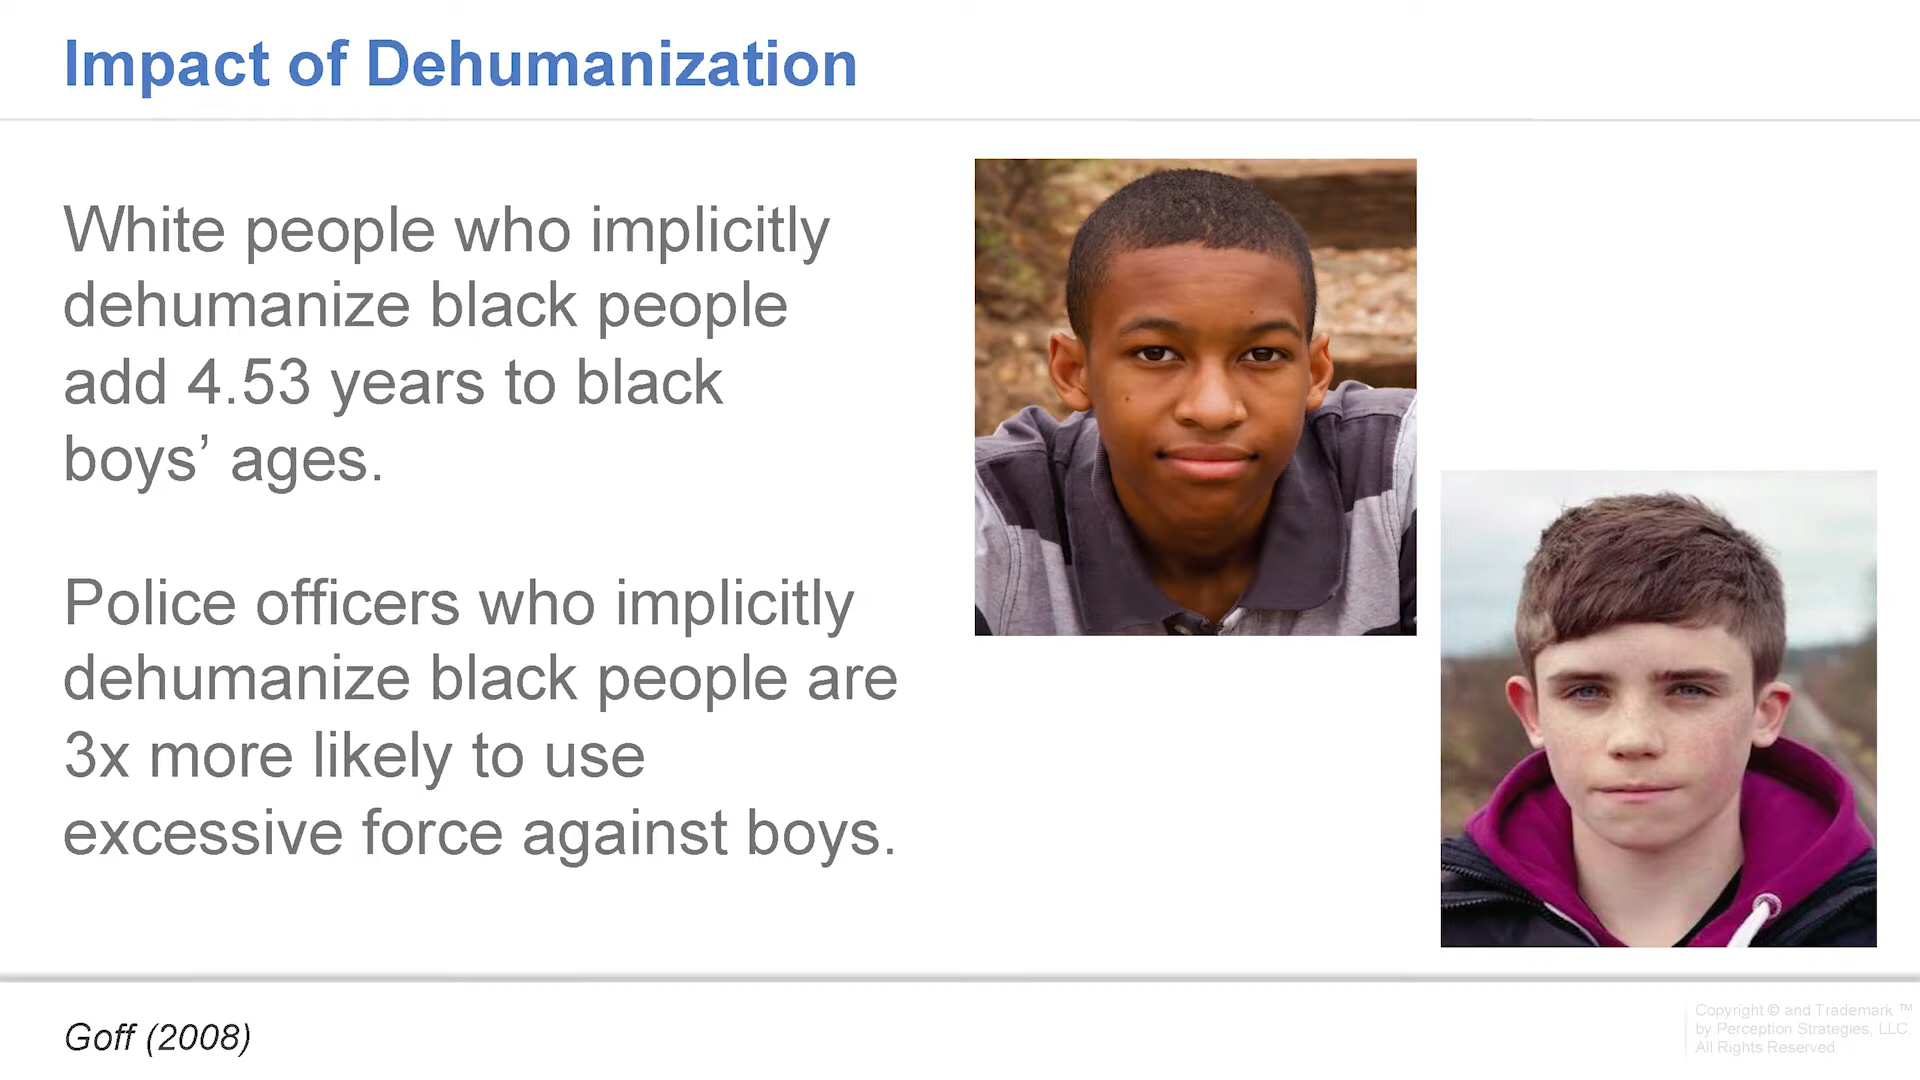 Impact of Dehumanization
White people who implicitly
dehumanize black people
add 4.53 years to black
boys’ ages.
Police officers who implicitly
dehumanize black people are
3x more likely to use
excessive force against boys.
Goff (2008)
Copyright © and Trademark ™
by Perception Strategies, LLC.
All Rights Reserved.